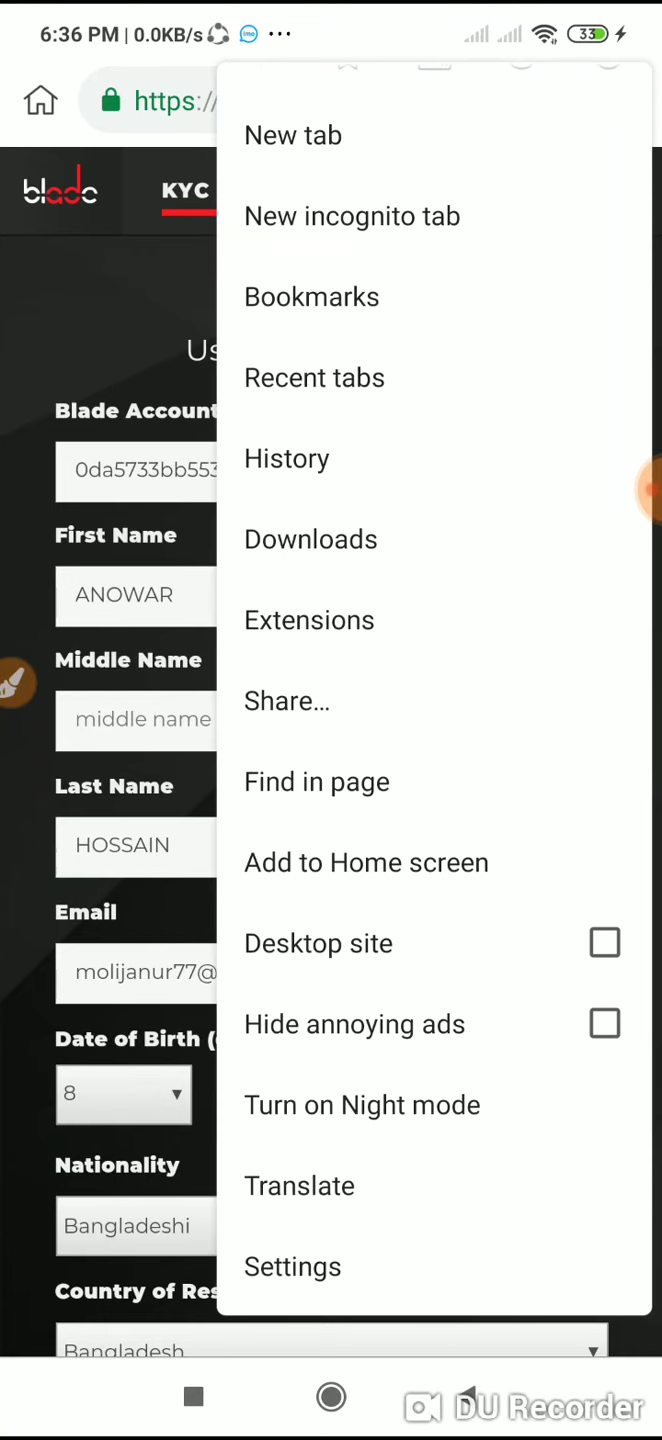 6:36 PM | 0.0KB/s
33
https://
blade
KYC
New tab
New incognito tab
Bookmarks
Recent tabs
History
Downloads
Extensions
Share...
Find in page
Add to Home screen
Desktop site
Hide annoying ads
Turn on Night mode
Translate
Settings
Us
Blade Account
0da5733bb553
First Name
ANOWAR
Middle Name
middle name
Last Name
HOSSAIN
Email
molijanur77@
Date of Birth (
8
Nationality
Bangladeshi
Country of Res
Bangladesh
DU Recorder